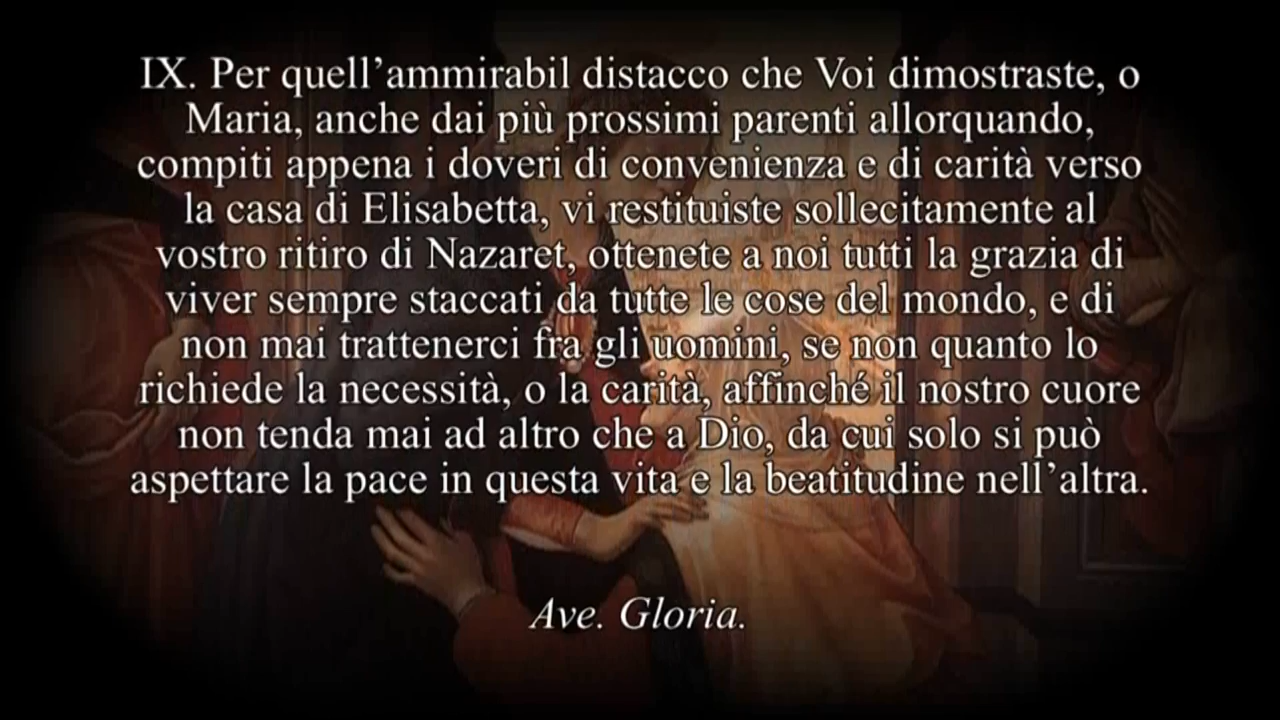 IX. Per quell’ammirabil distacco che Voi dimostraste, o
Maria, anche dai più prossimi parenti allorquando,
compiti appena i doveri di convenienza e di carità verso
la casa di Elisabetta, vi restituiste sollecitamente al
vostro ritiro di Nazaret, ottenete a noi tutti la grazia di
viver sempre staccati da tutte le cose del mondo, e di
non mai trattenerci fra gli uomini, se non quanto lo
richiede la necessità, o la carità, affinché il nostro cuore
non tenda mai ad altro che a Dio, da cui solo si può
aspettare la pace in questa vita e la beatitudine nell’altra.
Ave. Gloria.